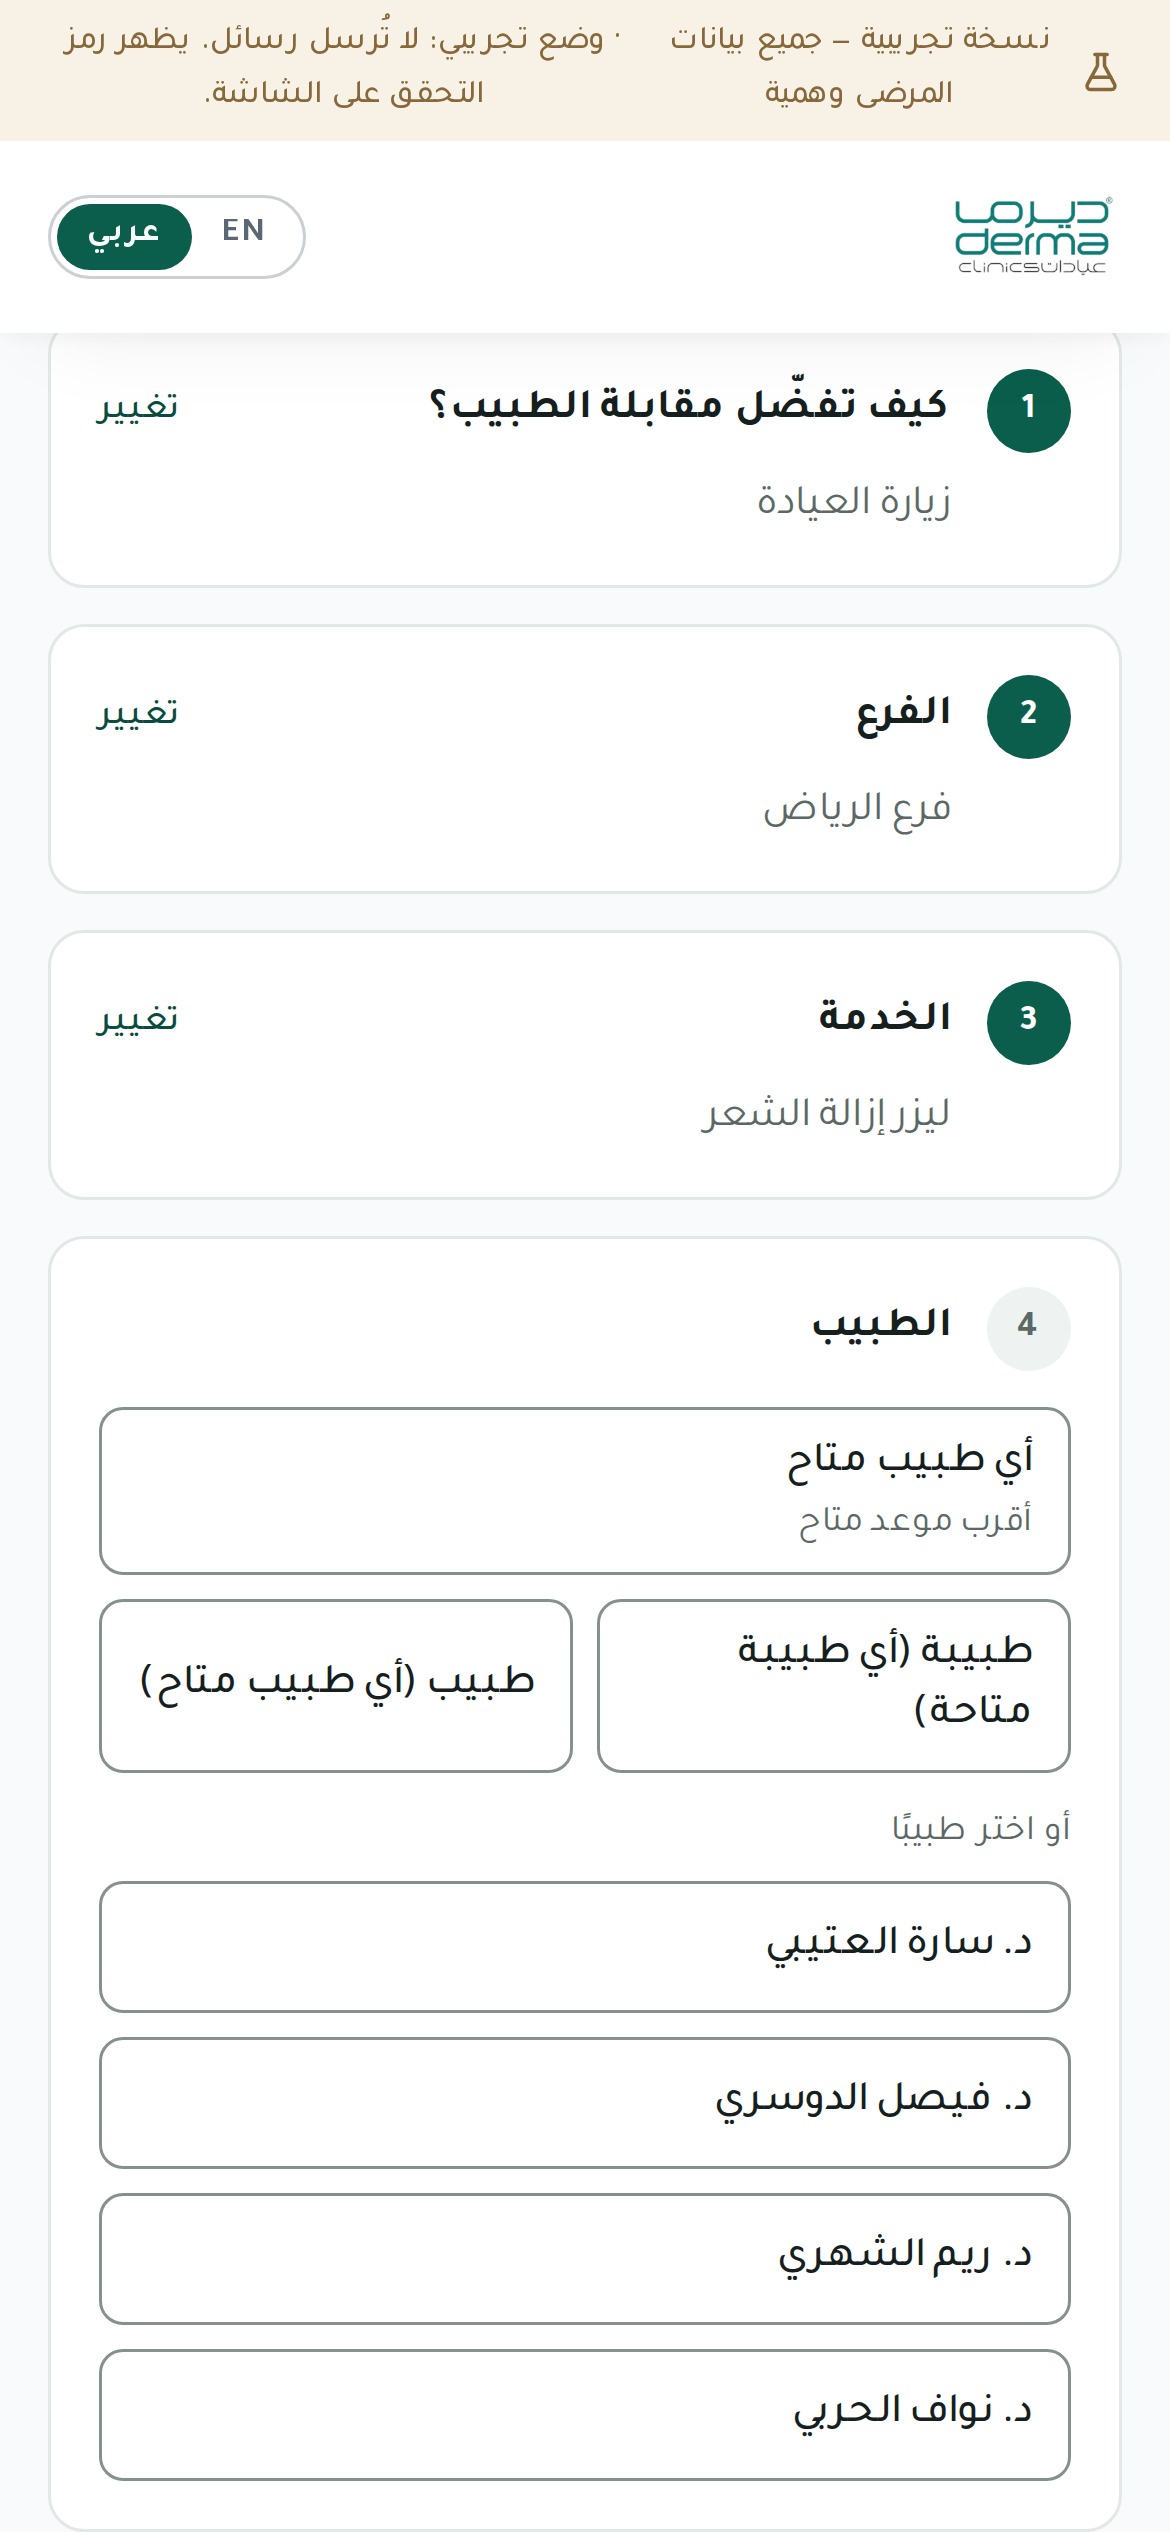 نسخة تجريبية – جميع بيانات
المرضى وهمية
· وضع تجريبي: لا تُرسل رسائل. يظهر رمز
التحقق على الشاشة.
ديرما
derma
clinics عيادات
EN
عربي
1
كيف تفضّل مقابلة الطبيب؟
تغيير
زيارة العيادة
2
الفرع
تغيير
فرع الرياض
3
الخدمة
تغيير
ليزر إزالة الشعر
4
الطبيب
أي طبيب متاح
أقرب موعد متاح
طبيبة (أي طبيبة
متاحة)
طبيب (أي طبيب متاح)
أو اختر طبيبًا
د. سارة العتيبي
د. فيصل الدوسري
د. ريم الشهري
د. نواف الحربي